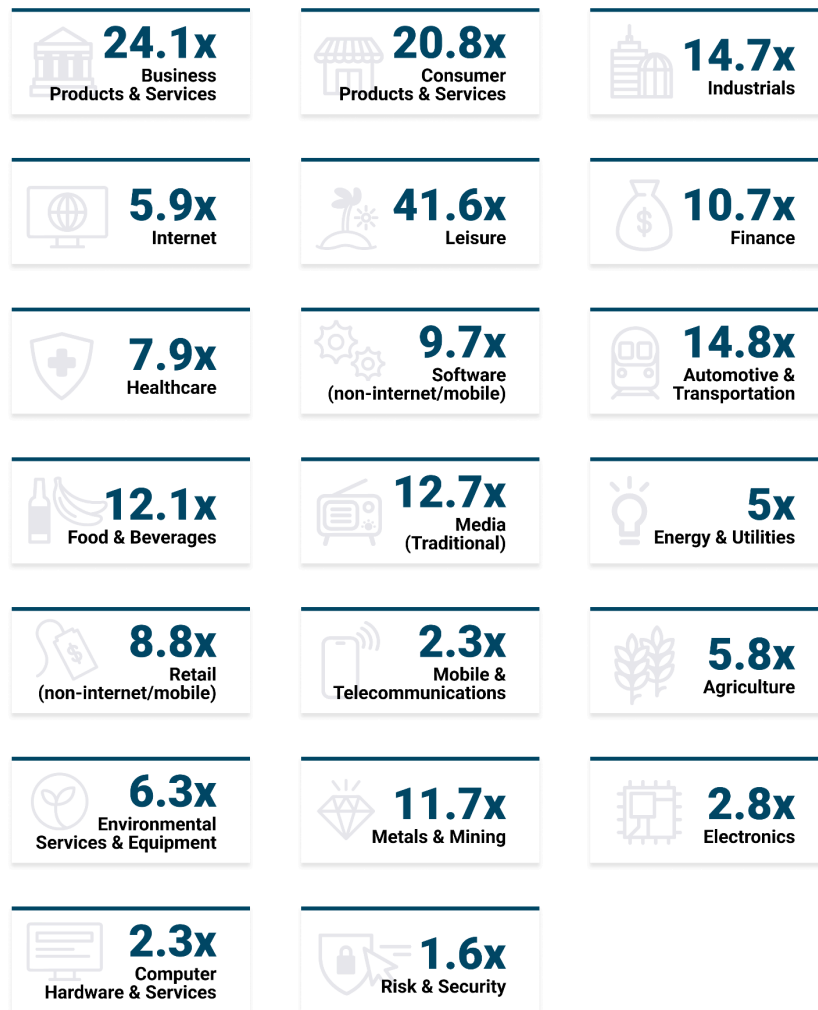 24.1x
Business
Products & Services
20.8x
Consumer
Products & Services
14.7x
Industrials
5.9x
Internet
41.6x
Leisure
$
10.7x
Finance
7.9x
Healthcare
9.7x
Software
(non-internet/mobile)
14.8x
Automotive &
Transportation
12.1x
Food & Beverages
12.7x
Media
(Traditional)
5x
Energy & Utilities
$
8.8x
Retail
(non-internet/mobile)
2.3x
Mobile &
Telecommunications
5.8x
Agriculture
6.3x
Environmental
Services & Equipment
11.7x
Metals & Mining
2.8x
Electronics
2.3x
Computer
Hardware & Services
1.6x
Risk & Security